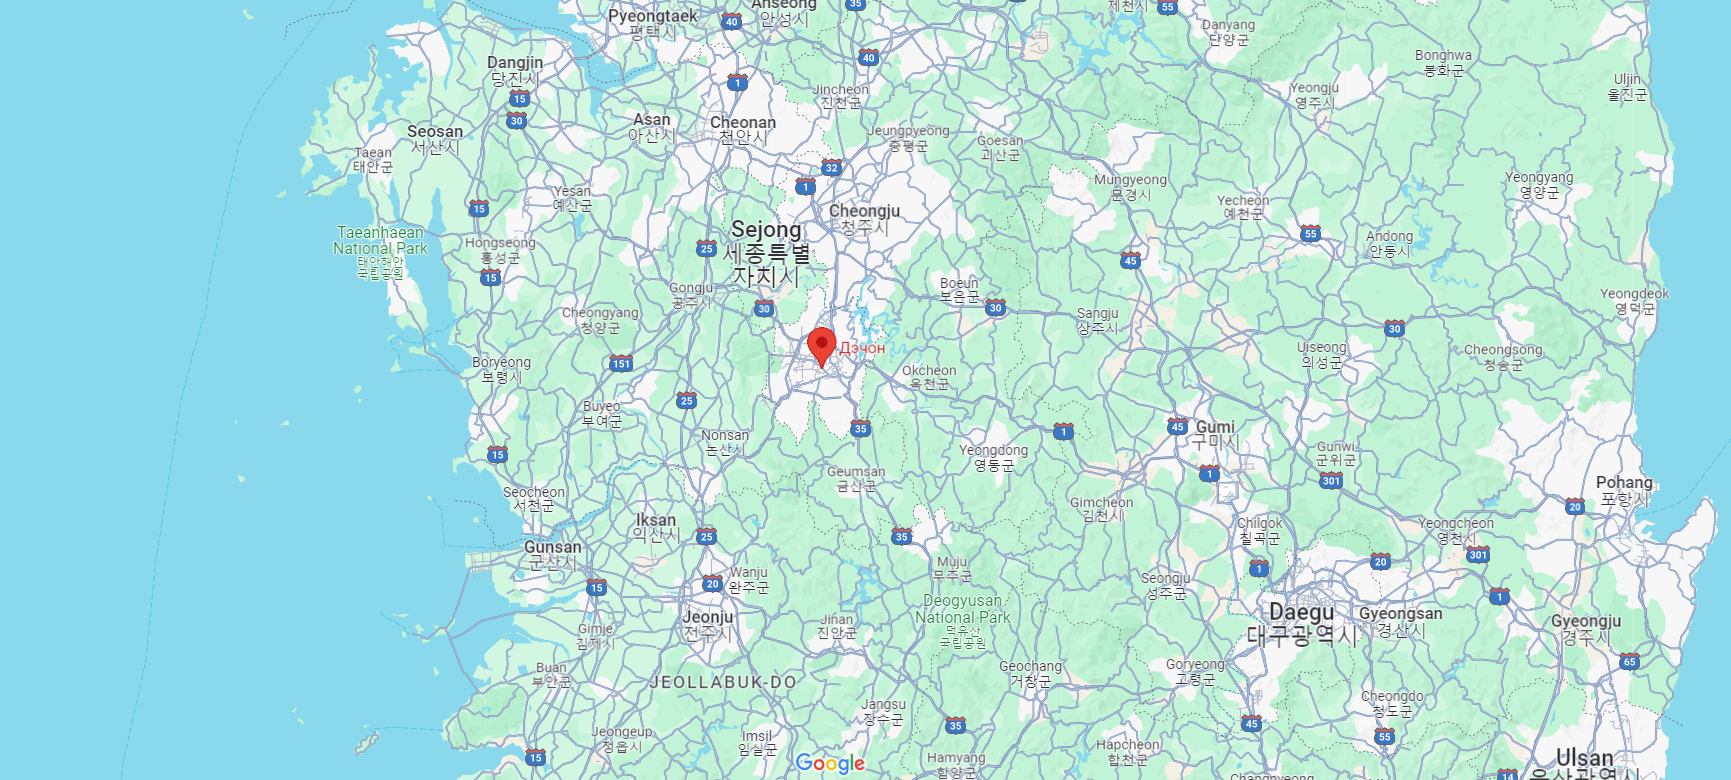 Anseong
안성시
35
제천시
55
Pyeongtaek
평택시
40
Danyang
단양군
Dangjin
당진시
15
30
1
40
Jincheon
진천군
Bonghwa
봉화군
Yeongju
영주시
Uljin
울진군
Seosan
서산시
Asan
아산시
Cheonan
천안시
Jeungpyeong
증평군
Goesan
괴산군
Taean
태안군
32
1
Mungyeong
문경시
Yeongyang
영양군
Yesan
예산군
15
Cheongju
청주시
Yecheon
예천군
Taeanhaean
National Park
태안해안
국립공원
Hongseong
홍성군
15
25
Sejong
세종특별
자치시
55
Andong
안동시
45
Gongju
공주시
30
Boeun
보은군
30
Yeongdeok
영덕군
Cheongyang
청양군
Sangju
상주시
30
Дэчон
Boryeong
보령시
151
Okcheon
옥천군
Uiseong
의성군
Cheongsong
청송군
Buyeo
부여군
25
35
1
45
Gumi
구미시
Nonsan
논산시
15
Yeongdong
영동군
Gunwi
군위군
Geumsan
금산군
1
301
Pohang
포항시
Seocheon
서천군
Gimcheon
김천시
20
Iksan
익산시
25
35
Chilgok
칠곡군
Yeongcheon
영천시
Gunsan
군산시
301
20
1
Muju
무주군
Wanju
완주군
20
15
Seongju
성주군
1
Deogyusan
National Park
덕유산
국립공원
Jeonju
전주시
Jinan
진안군
Daegu
대구광역시
Gyeongsan
경산시
Gyeongju
경주시
Gimje
김제시
65
Buan
부안군
Geochang
거창군
Goryeong
고령군
JEOLLABUK-DO
Jangsu
장수군
Cheongdo
청도군
35
45
55
Jeongeup
정읍시
15
Imsil
임실군
Google
Hamyang
함양군
Hapcheon
합천군
Ulsan
울산광역시
14
Changnyeong